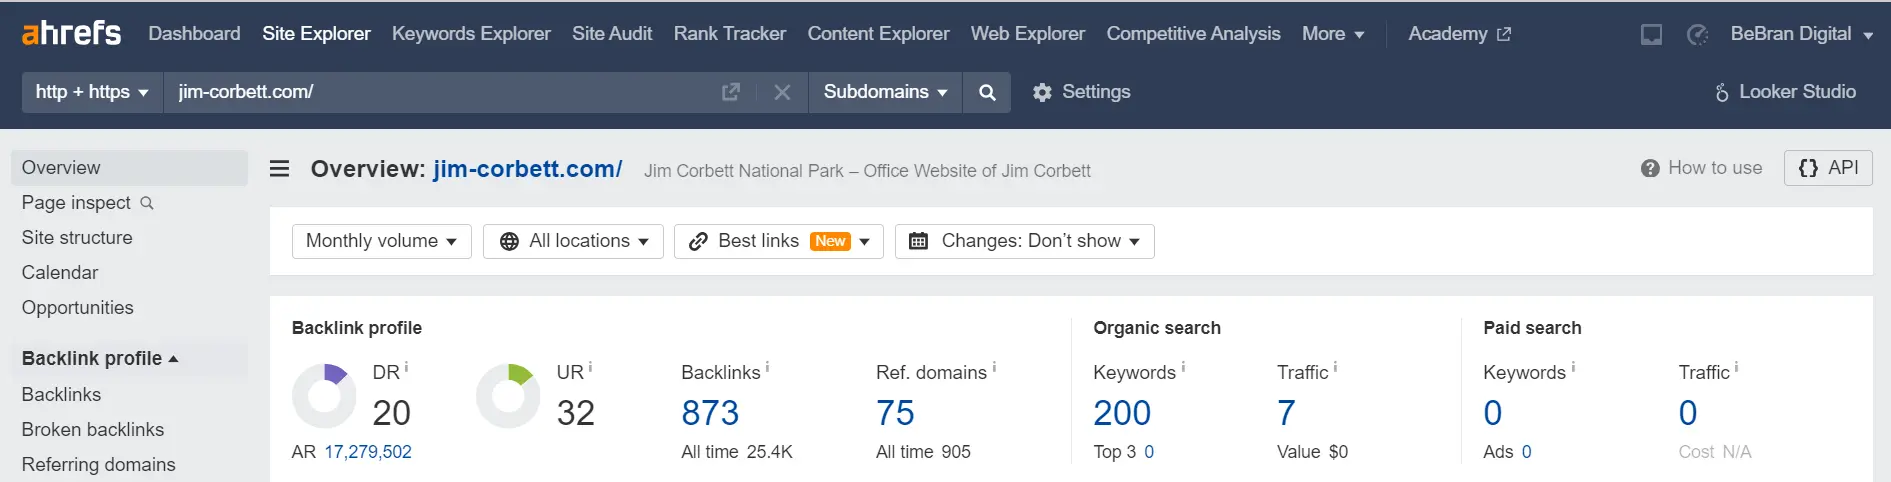 ahrefs Dashboard Site Explorer Keywords Explorer Site Audit Rank Tracker Content Explorer Web Explorer Competitive Analysis More Academy BeBran Digital
http + https jim-corbett.com/ Subdomains Settings Looker Studio
Overview
Page inspect
Site structure
Calendar
Opportunities
Backlink profile
Backlinks
Broken backlinks
Referring domains
Overview: jim-corbett.com/ Jim Corbett National Park – Office Website of Jim Corbett How to use {} API
Monthly volume All locations Best links New Changes: Don't show
Backlink profile
DR i UR i Backlinks i Ref. domains i
20 32 873 75
AR 17,279,502 All time 25.4K All time 905
Organic search
Keywords i Traffic i
200 7
Top 3 0 Value $0
Paid search
Keywords i Traffic i
0 0
Ads 0 Cost N/A